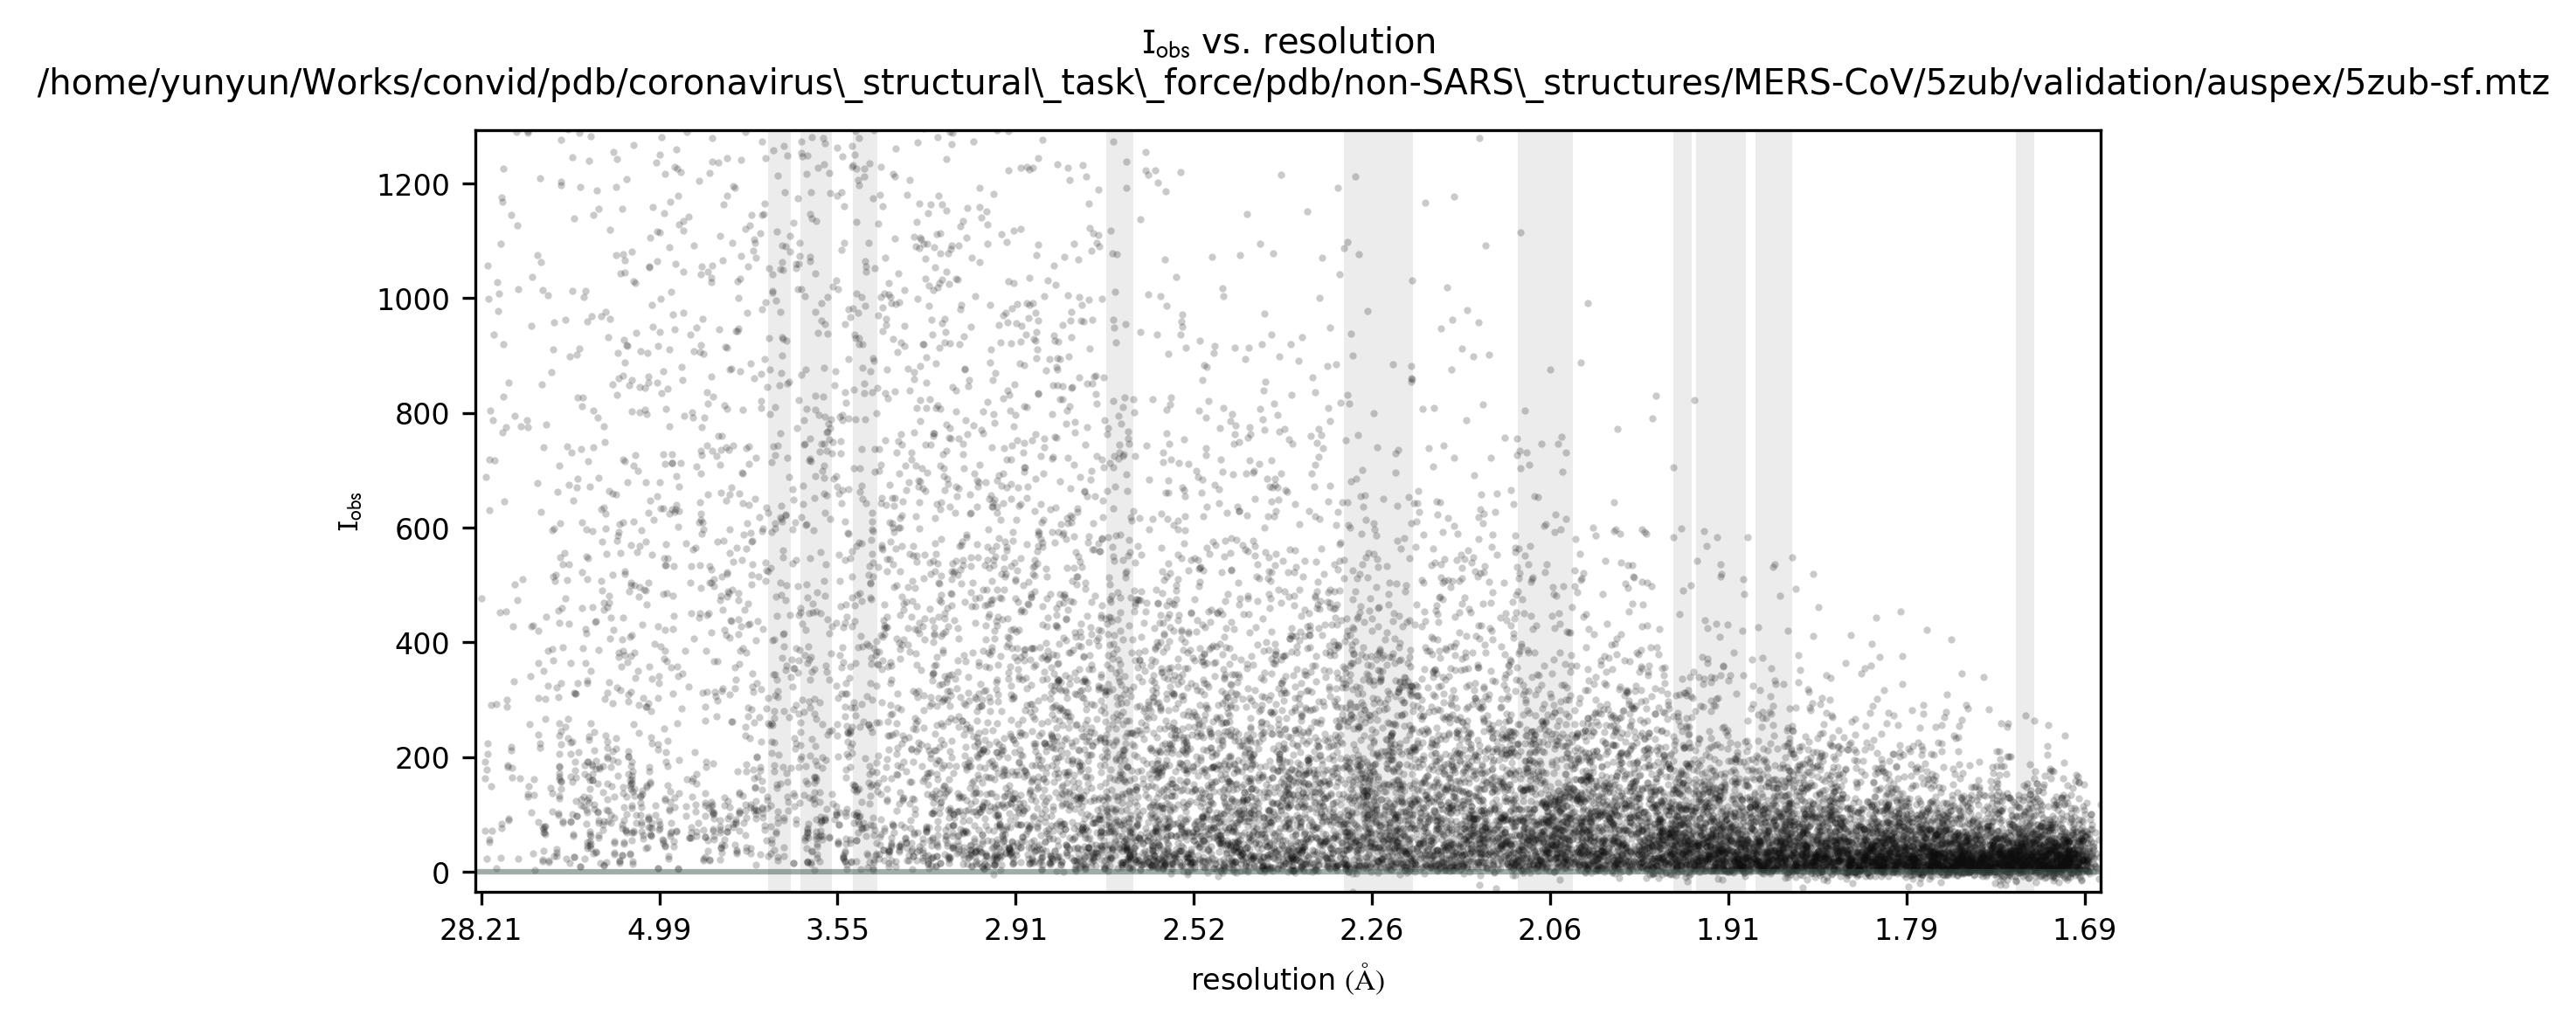 Iobs vs. resolution
/home/yunyun/Works/convid/pdb/coronavirus\_structural\_task\_force/pdb/non-SARS\_structures/MERS-CoV/5zub/validation/auspex/5zub-sf.mtz
1200
1000
800
600
400
200
0
Iobs
28.21 4.99 3.55 2.91 2.52 2.26 2.06 1.91 1.79 1.69
resolution (Å)